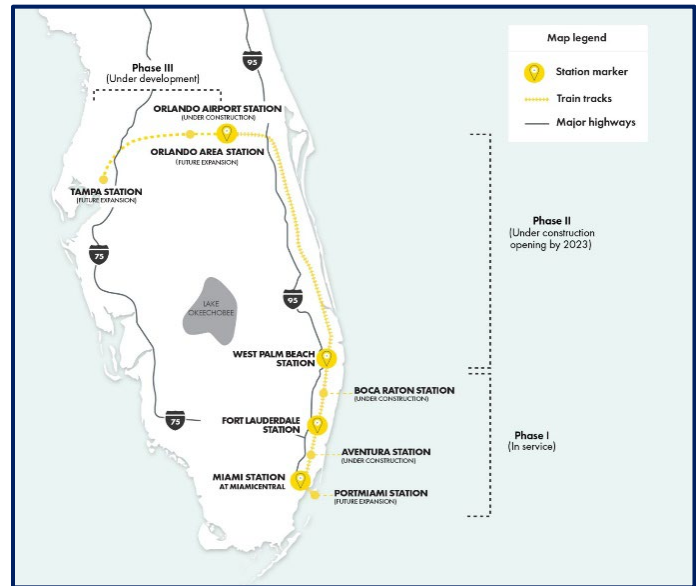 Map legend
Station marker
Train tracks
Major highways
95
Phase III
(Under development)
ORLANDO AIRPORT STATION
(UNDER CONSTRUCTION)
ORLANDO AREA STATION
(FUTURE EXPANSION)
TAMPA STATION
(FUTURE EXPANSION)
Phase II
(Under construction
opening by 2023)
75
95
LAKE
OKEECHOBEE
WEST PALM BEACH
STATION
BOCA RATON STATION
(UNDER CONSTRUCTION)
75
FORT LAUDERDALE
STATION
Phase I
(In service)
AVENTURA STATION
(UNDER CONSTRUCTION)
MIAMI STATION
AT MIAMICENTRAL
PORTMIAMI STATION
(FUTURE EXPANSION)